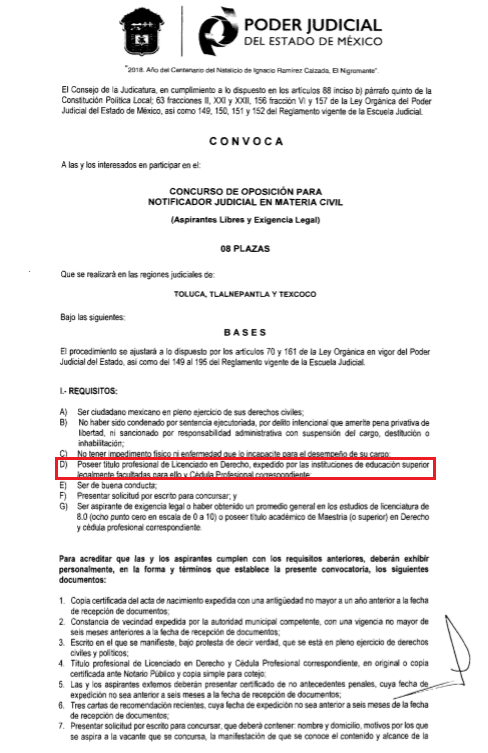 PODER JUDICIAL
DEL ESTADO DE MÉXICO
"2018. Año del Centenario del Natalicio de Ignacio Ramírez Calzada, El Nigromante".
El Consejo de la Judicatura, en cumplimiento a lo dispuesto en los artículos 88 inciso b) párrafo quinto de la
Constitución Política Local; 63 fracciones II, XXI y XXII, 156 fracción VI y 157 de la Ley Orgánica del Poder
Judicial del Estado de México, así como 149, 150, 151 y 152 del Reglamento vigente de la Escuela Judicial.
C O N V O C A
A las y los interesados en participar en el:
CONCURSO DE OPOSICIÓN PARA
NOTIFICADOR JUDICIAL EN MATERIA CIVIL
(Aspirantes Libres y Exigencia Legal)
08 PLAZAS
Que se realizará en las regiones judiciales de:
TOLUCA, TLALNEPANTLA Y TEXCOCO
Bajo las siguientes:
B A S E S
El procedimiento se ajustará a lo dispuesto por los artículos 70 y 161 de la Ley Orgánica en vigor del Poder
Judicial del Estado, así como del 149 al 195 del Reglamento vigente de la Escuela Judicial.
I.- REQUISITOS:
A) Ser ciudadano mexicano en pleno ejercicio de sus derechos civiles;
B) No haber sido condenado por sentencia ejecutoriada, por delito intencional que amerite pena privativa de
libertad, ni sancionado por responsabilidad administrativa con suspensión del cargo, destitución o
inhabilitación;
C) No tener impedimento físico ni enfermedad que lo incapacite para el desempeño de su cargo;
D) Poseer título profesional de Licenciado en Derecho, expedido por las instituciones de educación superior
legalmente facultadas para ello y Cédula Profesional correspondiente;
E) Ser de buena conducta;
F) Presentar solicitud por escrito para concursar; y
G) Ser aspirante de exigencia legal o haber obtenido un promedio general en los estudios de licenciatura de
8.0 (ocho punto cero en escala de 0 a 10) o poseer título académico de Maestría (o superior) en Derecho
y cédula profesional correspondiente.
Para acreditar que las y los aspirantes cumplen con los requisitos anteriores, deberán exhibir
personalmente, en la forma y términos que establece la presente convocatoria, los siguientes
documentos:
1. Copia certificada del acta de nacimiento expedida con una antigüedad no mayor a un año anterior a la fecha
de recepción de documentos;
2. Constancia de vecindad expedida por la autoridad municipal competente, con una vigencia no mayor de
seis meses anteriores a la fecha de recepción de documentos;
3. Escrito en el que manifieste, bajo protesta de decir verdad, que se está en pleno ejercicio de derechos
civiles y políticos;
4. Título profesional de Licenciado en Derecho y Cédula Profesional correspondiente, en original o copia
certificada ante Notario Público y copia simple para cotejo;
5. Las y los aspirantes externos deberán presentar certificado de no antecedentes penales, cuya fecha de
expedición no sea anterior a seis meses a la fecha de recepción de documentos;
6. Tres cartas de recomendación recientes, cuya fecha de expedición no sea anterior a seis meses a la fecha
de recepción de documentos;
7. Presentar solicitud por escrito para concursar, que deberá contener: nombre y domicilio, motivos por los que
se aspira a la vacante que se concursa, la manifestación de que se conoce el contenido y alcance de la